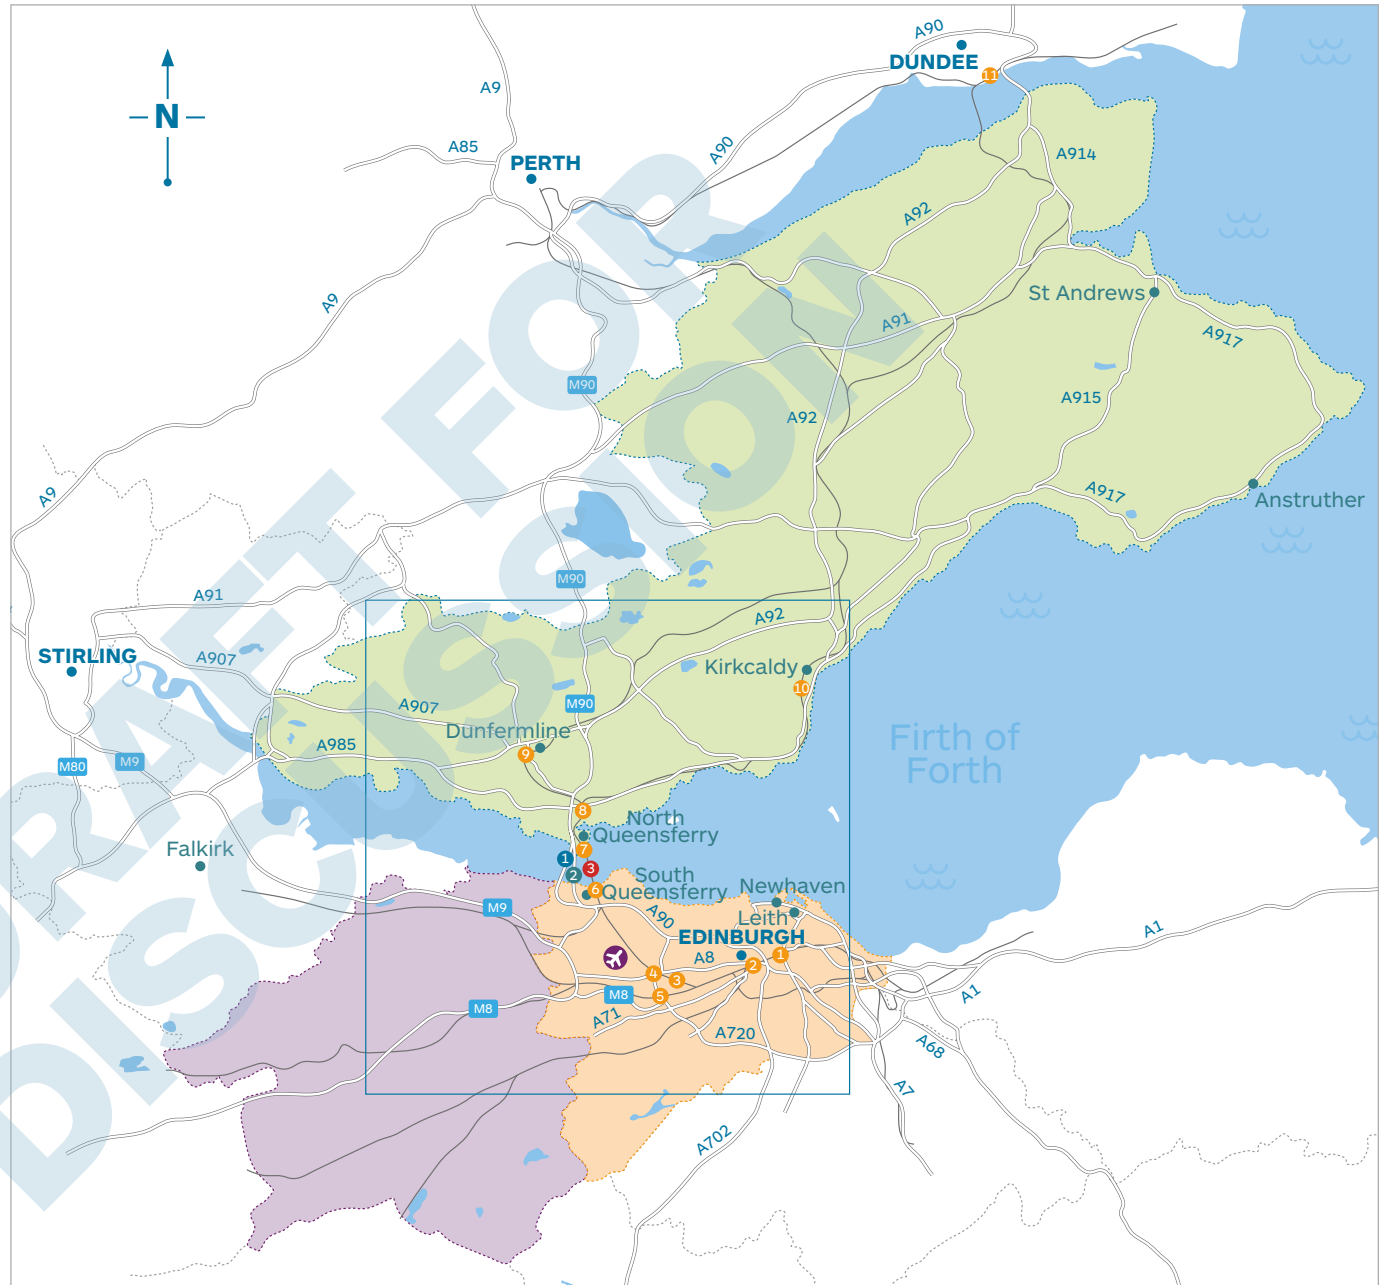 A90
DUNDEE
11
A9
N
A85
A90
PERTH
A914
A92
St Andrews
A9
A91
A917
M90
A915
A92
A9
A917
Anstruther
M90
A91
A92
STIRLING
A907
Kirkcaldy
10
M90
A907
Dunfermline
A985
9
Firth of
Forth
M80
M9
8
North
Queensferry
7
1
Falkirk
3
2
South
Queensferry
6
Newhaven
M9
A90
Leith
EDINBURGH
A1
A8
1
2
4
3
M8
5
A1
M8
A71
A720
A68
A7
A702
DRAFT FOR
DISCUSSION